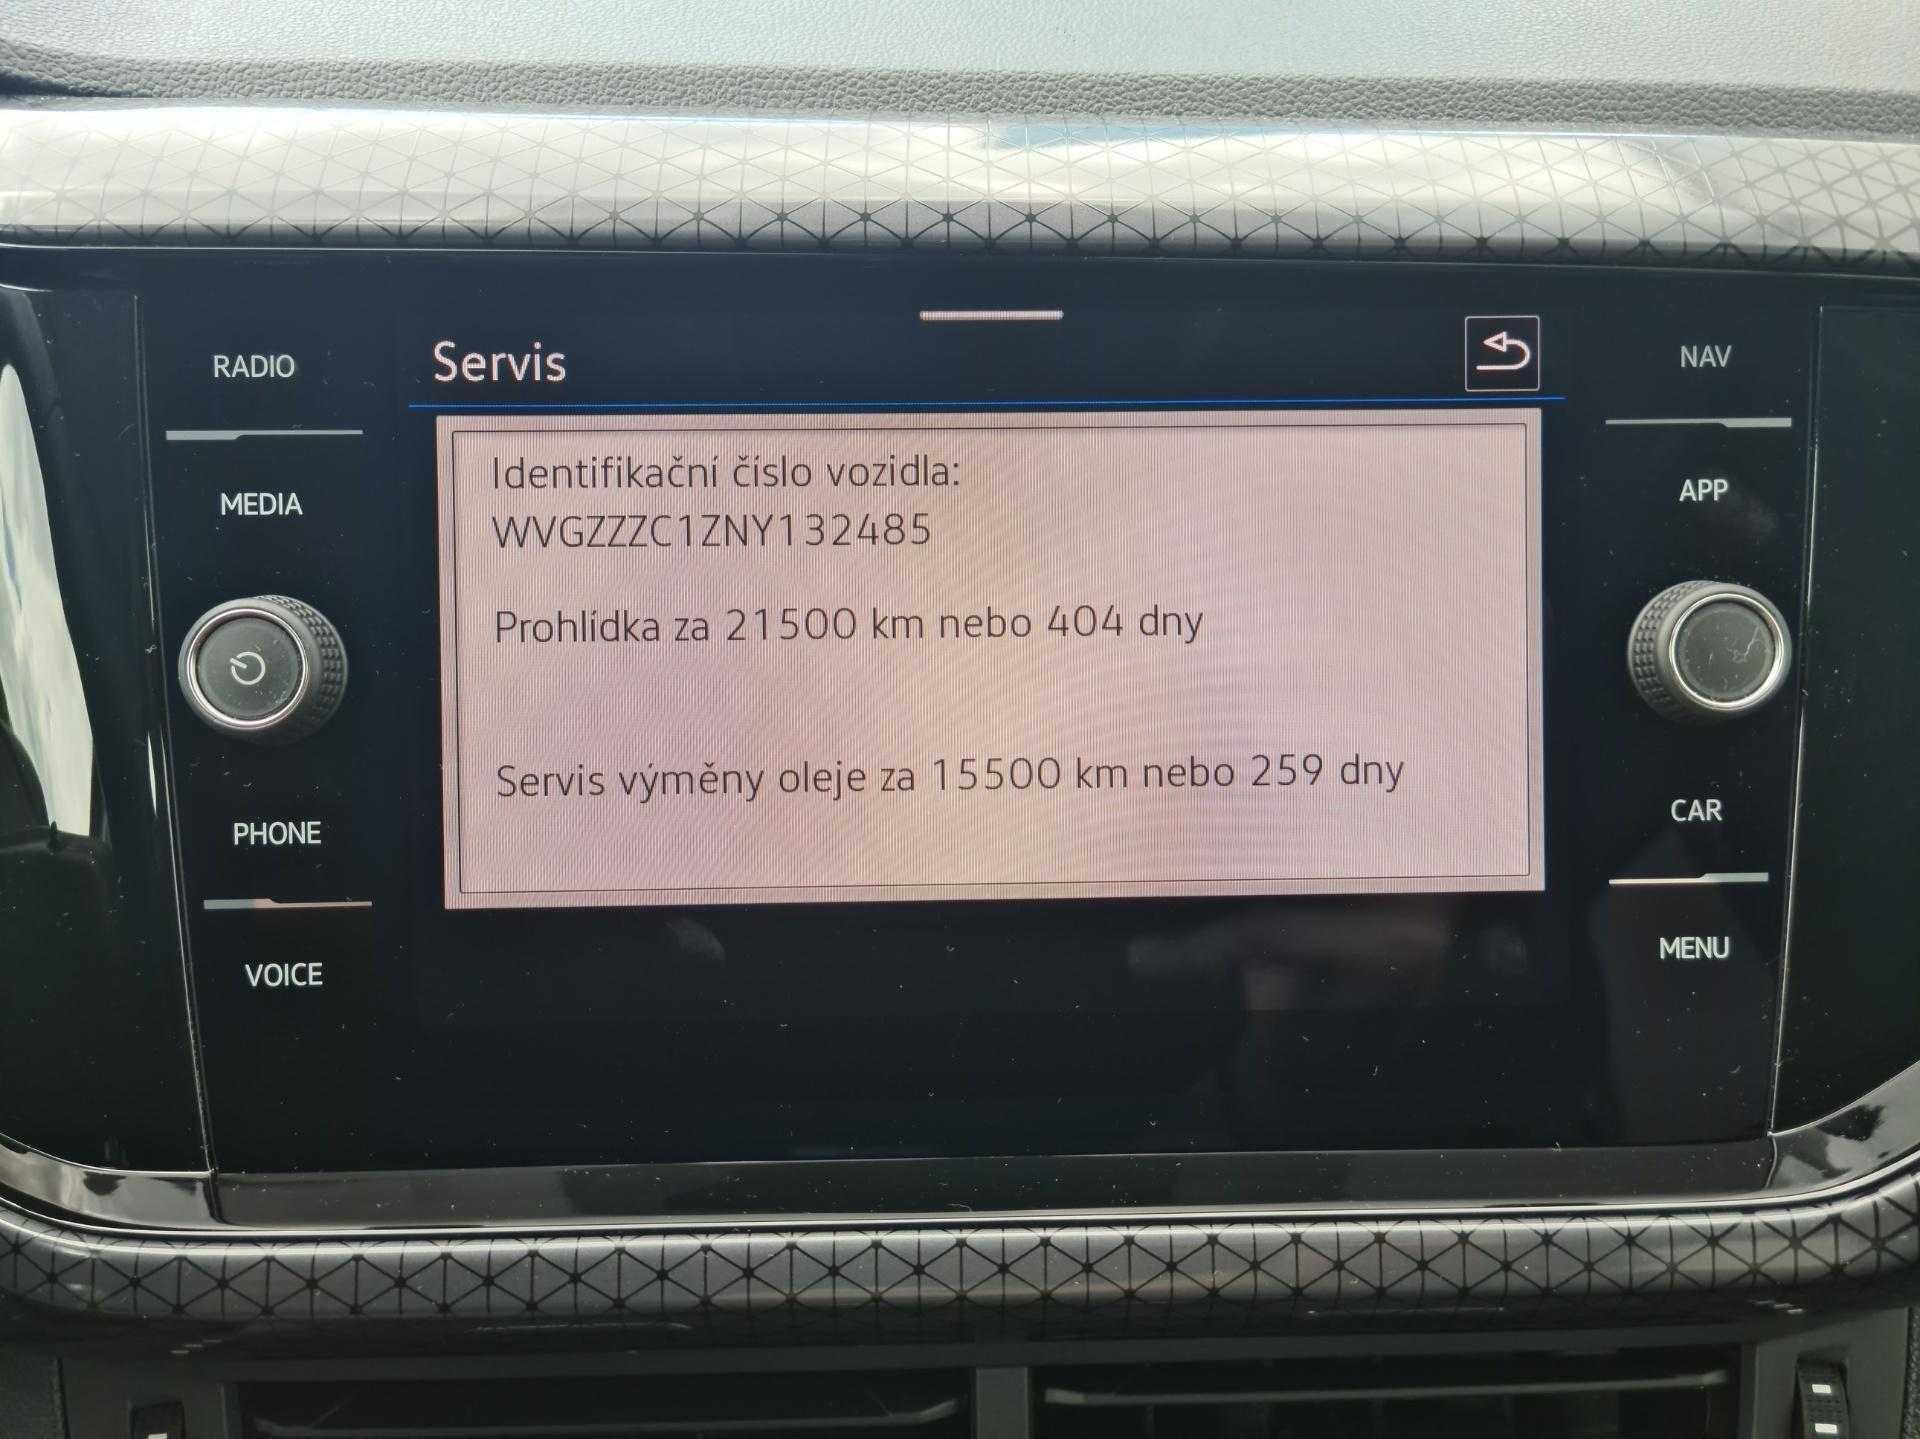 Servis
RADIO
MEDIA
PHONE
VOICE
Identifikační číslo vozidla:
WVGZZZC1ZNY132485
Prohlídka za 21500 km nebo 404 dny
Servis výměny oleje za 15500 km nebo 259 dny
NAV
APP
CAR
MENU